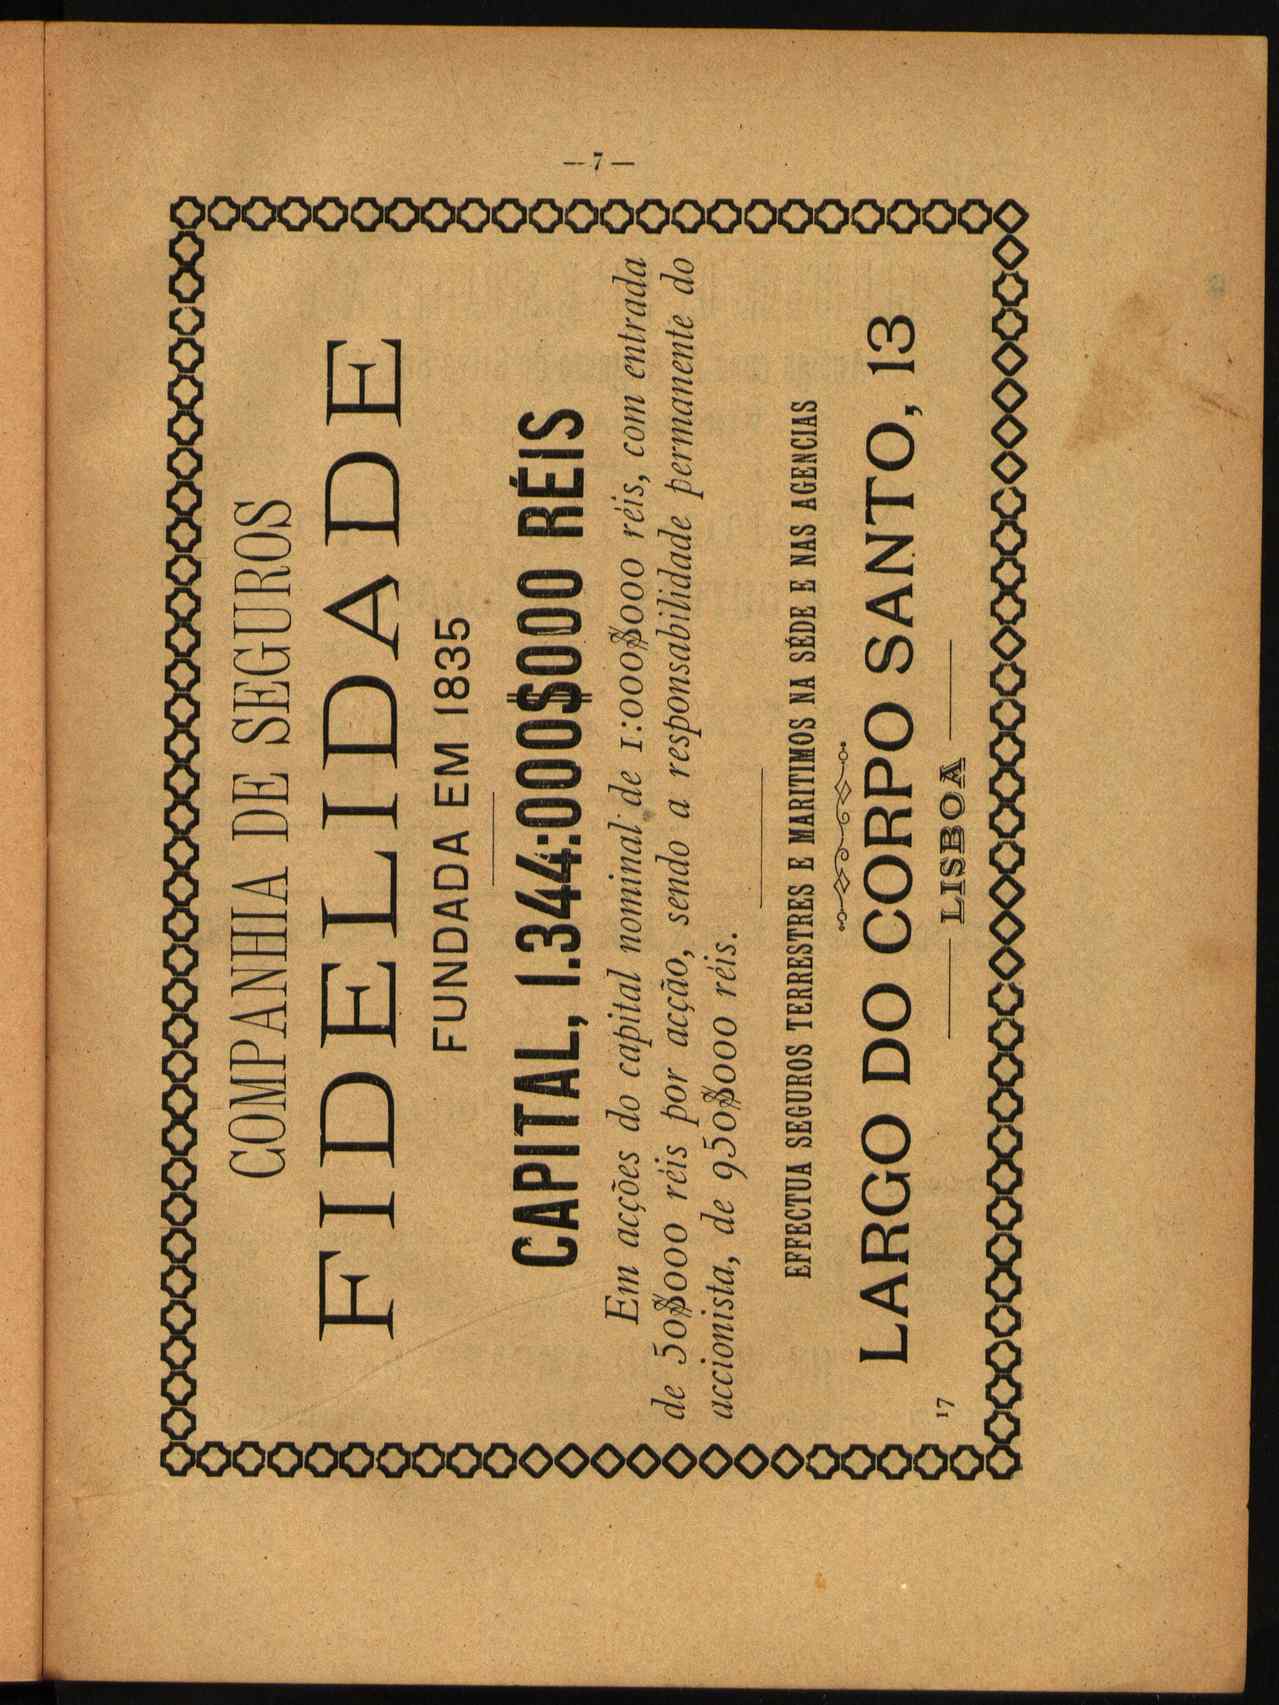 — 7 —
COMPANHIA DE SEGUROS
FIDELIDADE
FUNDADA EM 1835
CAPITAL, 1.344:000$000 RÉIS
Em acções do capital nominal de 1:000$000 réis, com entrada
de 50$000 réis por acção, sendo a responsabilidade permanente do
accionista, de 950$000 réis.
EFFECTUA SEGUROS TERRESTRES E MARITIMOS NA SÉDE E NAS AGENCIAS
LARGO DO CORPO SANTO, 13
LISBOA
17